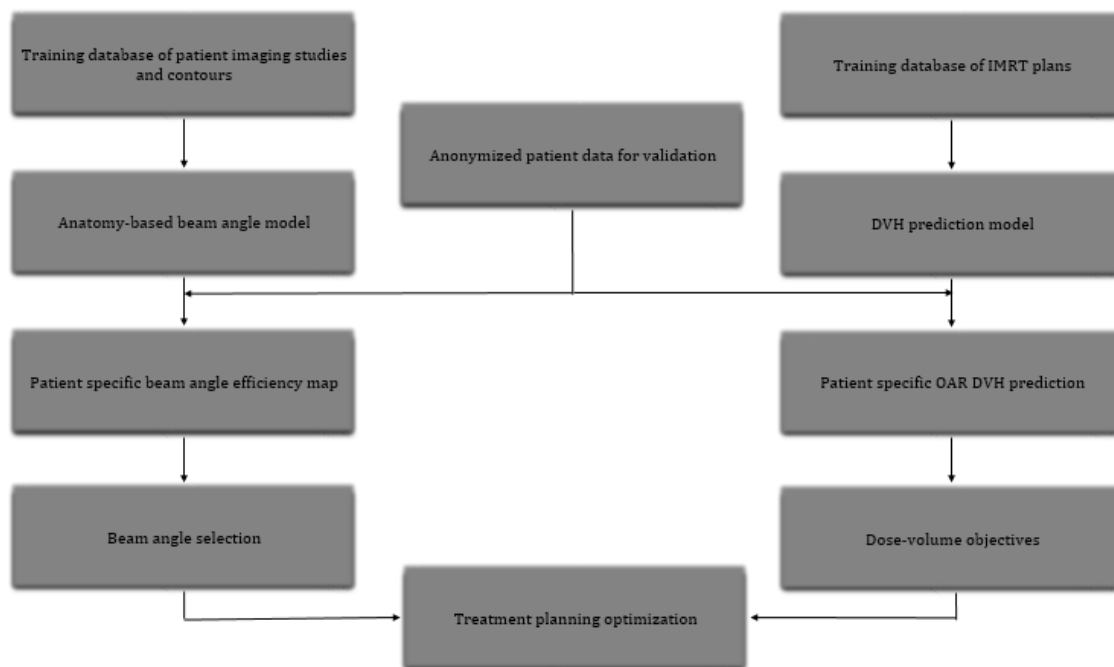 Training database of patient imaging studies
and contours
Training database of IMRT plans
Anonymized patient data for validation
Anatomy-based beam angle model
DVH prediction model
Patient specific beam angle efficiency map
Patient specific OAR DVH prediction
Beam angle selection
Dose-volume objectives
Treatment planning optimization